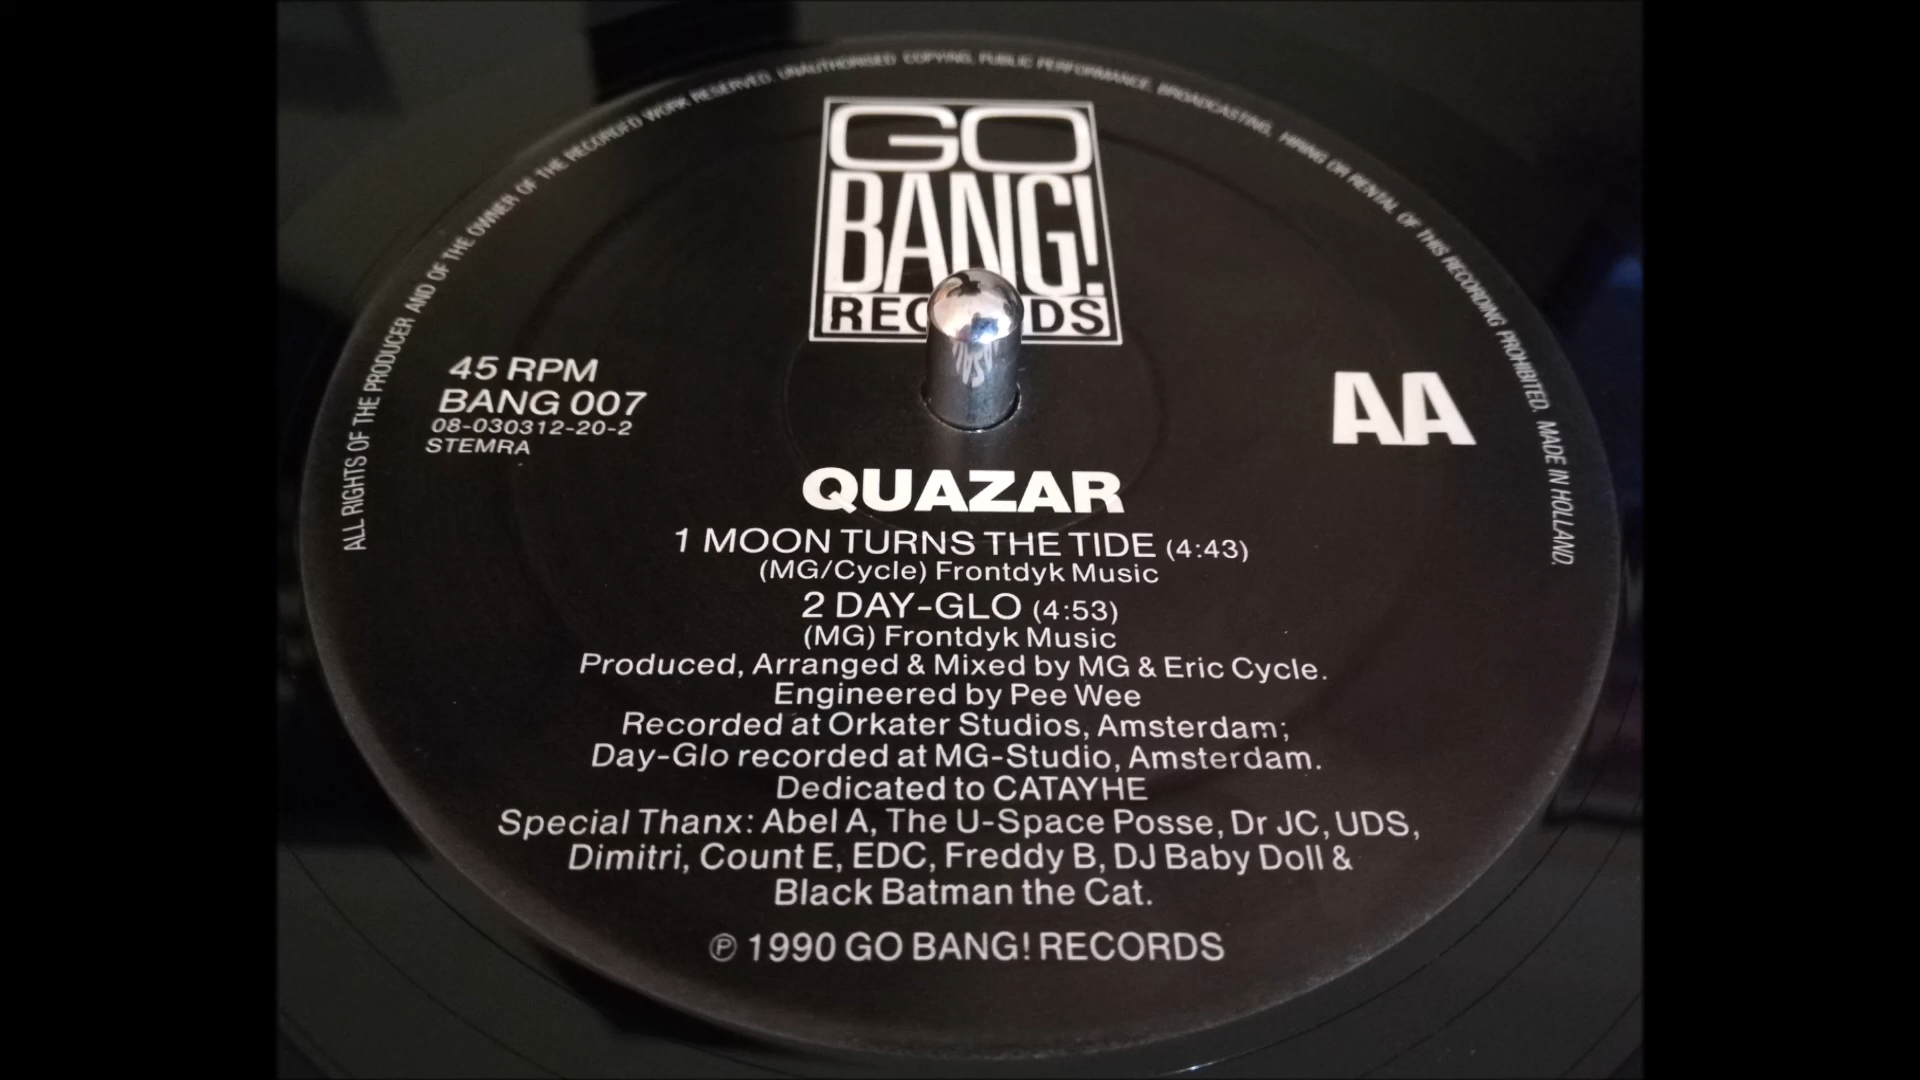 ALL RIGHTS OF THE PRODUCER AND OF THE OWNER OF THE RECORDED WORK RESERVED. UNAUTHORISED COPYING, PUBLIC PERFORMANCE, BROADCASTING, HIRING OR RENTAL OF THIS RECORDING PROHIBITED. MADE IN HOLLAND.
GO
BANG!
45 RPM
BANG 007
08-030312-20-2
STEMRA
AA
QUAZAR
1 MOON TURNS THE TIDE (4:43)
(MG/Cycle) Frontdyk Music
2 DAY-GLO (4:53)
(MG) Frontdyk Music
Produced, Arranged & Mixed by MG & Eric Cycle.
Engineered by Pee Wee
Recorded at Orkater Studios, Amsterdam;
Day-Glo recorded at MG-Studio, Amsterdam.
Dedicated to CATAYHE
Special Thanx: Abel A, The U-Space Posse, Dr JC, UDS,
Dimitri, Count E, EDC, Freddy B, DJ Baby Doll &
Black Batman the Cat.
℗ 1990 GO BANG! RECORDS